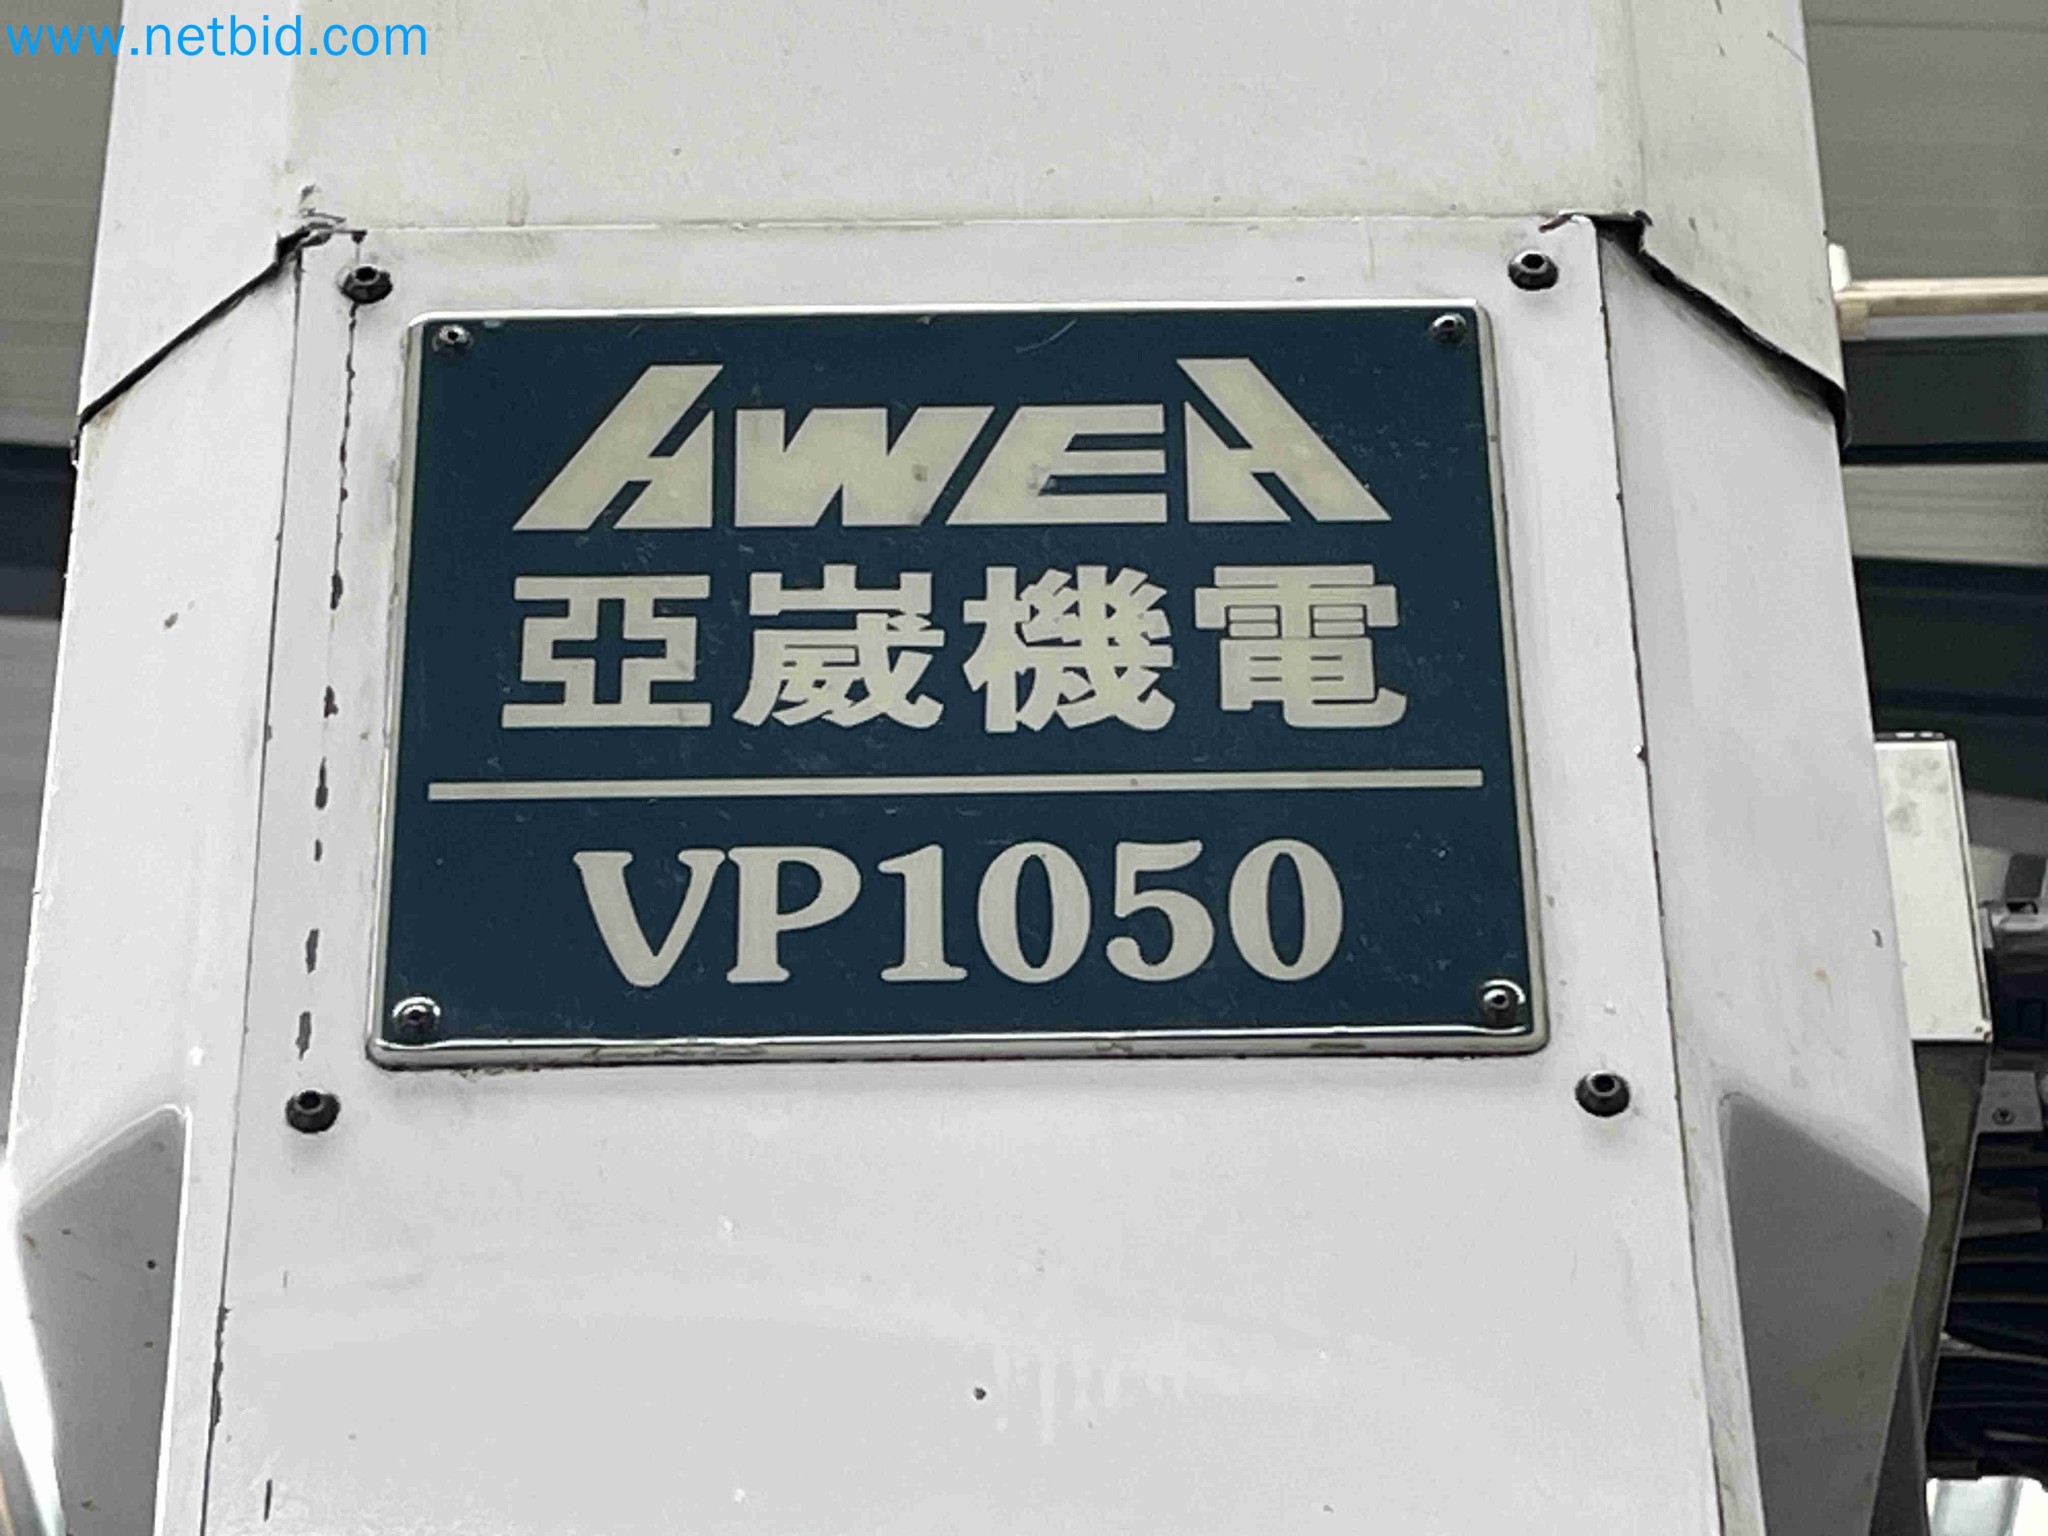 www.netbid.com
AWEA
亞崴機電
VP1050